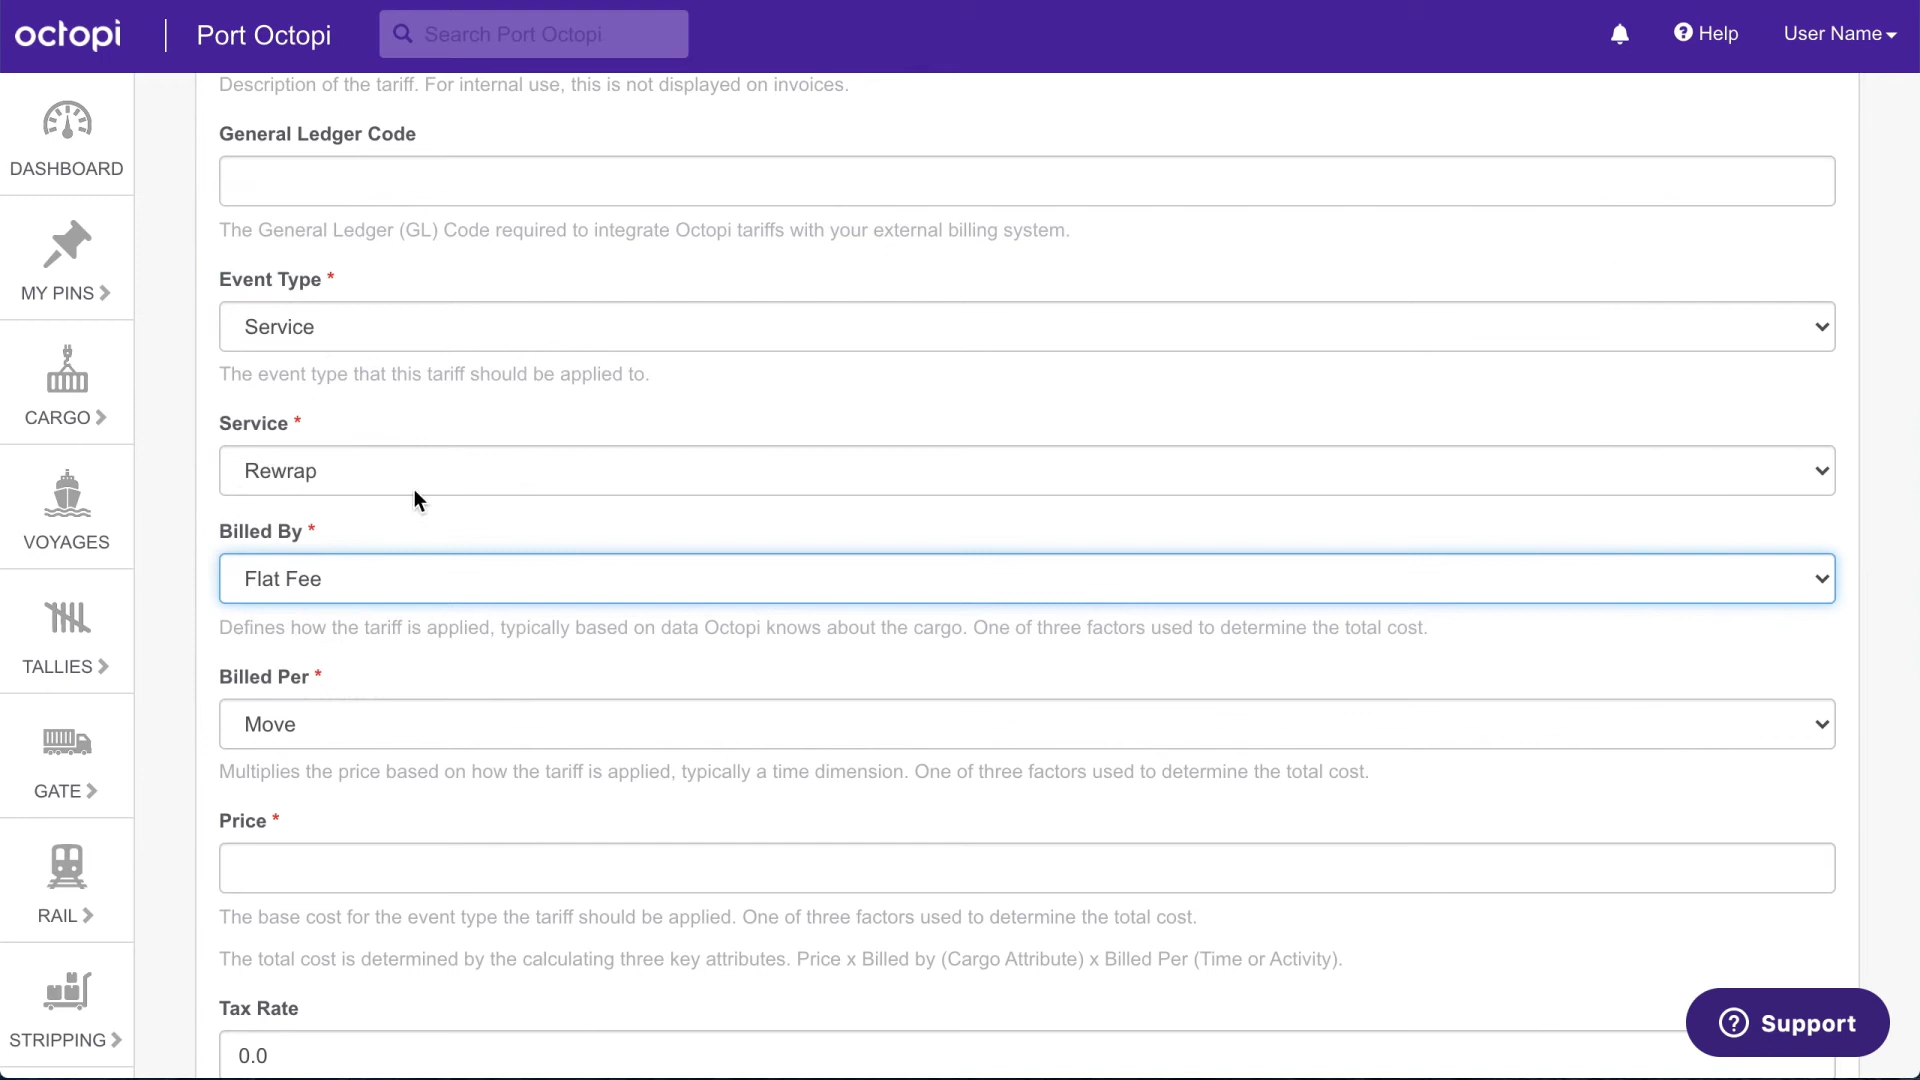 octopi
Port Octopi
Search Port Octopi
Help
User Name
DASHBOARD
MY PINS
CARGO
VOYAGES
TALLIES
GATE
RAIL
STRIPPING
Description of the tariff. For internal use, this is not displayed on invoices.
General Ledger Code
The General Ledger (GL) Code required to integrate Octopi tariffs with your external billing system.
Event Type *
Service
The event type that this tariff should be applied to.
Service *
Rewrap
Billed By *
Flat Fee
Defines how the tariff is applied, typically based on data Octopi knows about the cargo. One of three factors used to determine the total cost.
Billed Per *
Move
Multiplies the price based on how the tariff is applied, typically a time dimension. One of three factors used to determine the total cost.
Price *
The base cost for the event type the tariff should be applied. One of three factors used to determine the total cost.
The total cost is determined by the calculating three key attributes. Price x Billed by (Cargo Attribute) x Billed Per (Time or Activity).
Tax Rate
0.0
Support